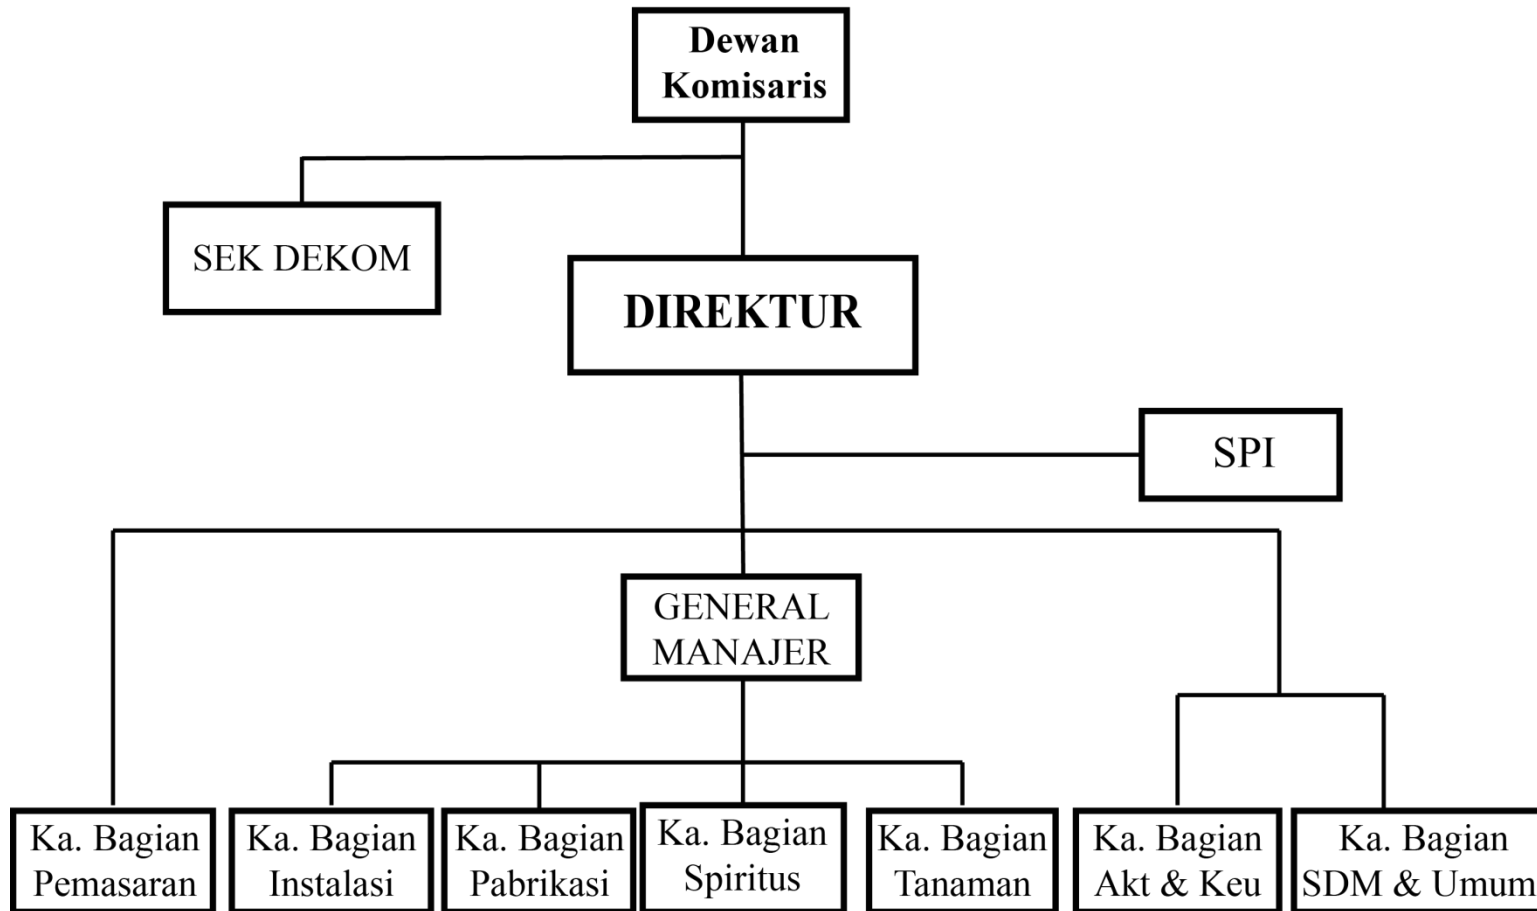 Dewan
Komisaris
SEK DEKOM
DIREKTUR
SPI
GENERAL
MANAJER
Ka. Bagian
Pemasaran
Ka. Bagian
Instalasi
Ka. Bagian
Pabrikasi
Ka. Bagian
Spiritus
Ka. Bagian
Tanaman
Ka. Bagian
Akt & Keu
Ka. Bagian
SDM & Umum